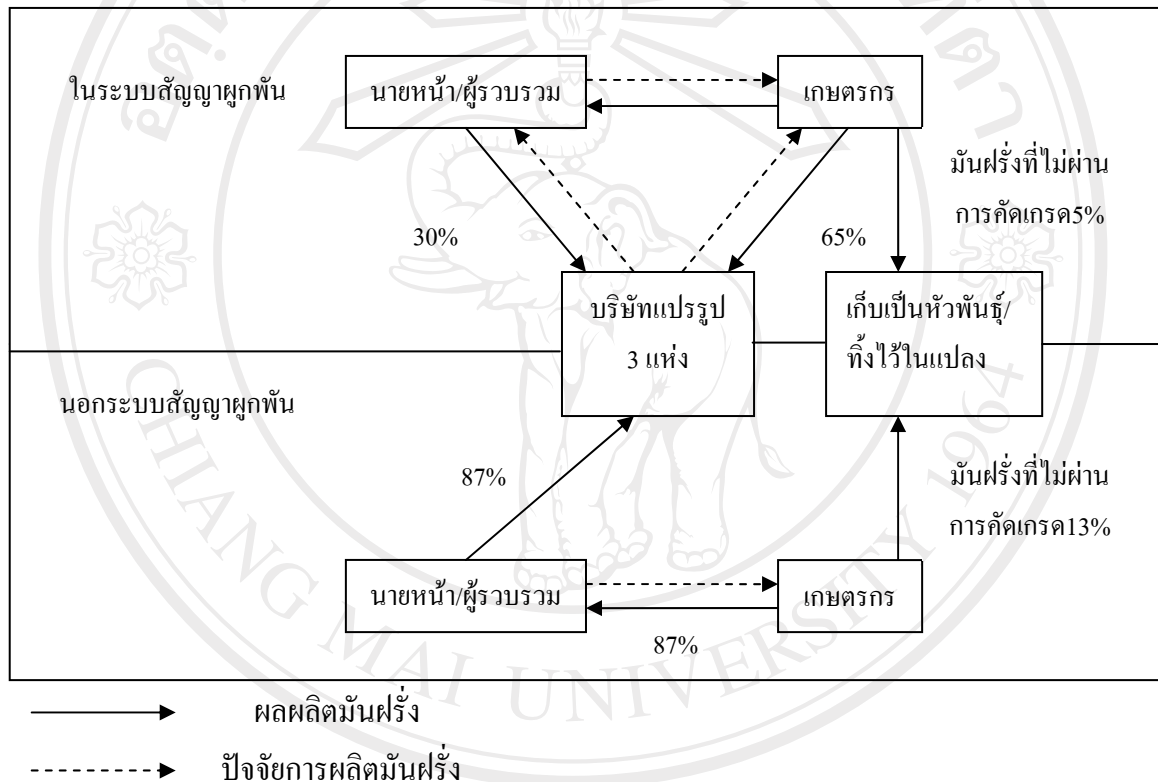 ในระบบสัญญาผูกพัน
นายหน้า/ผู้รวบรวม
เกษตรกร
มันฝรั่งที่ไม่ผ่าน
การคัดเกรด5%
30%
65%
บริษัทแปรรูป
3 แห่ง
เก็บเป็นหัวพันธุ์/
ทิ้งไว้ในแปลง
นอกระบบสัญญาผูกพัน
87%
มันฝรั่งที่ไม่ผ่าน
การคัดเกรด13%
นายหน้า/ผู้รวบรวม
เกษตรกร
87%
ผลผลิตมันฝรั่ง
ปัจจัยการผลิตมันฝรั่ง
CHIANG MAI UNIVERSITY 1964